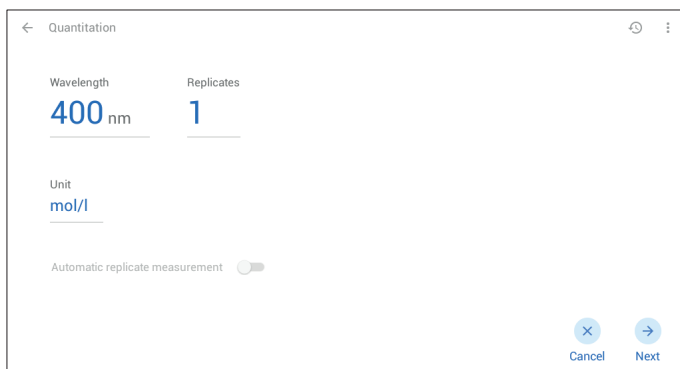 Quantitation
Wavelength Replicates
400 nm 1
Unit
mol/l
Automatic replicate measurement
Cancel Next